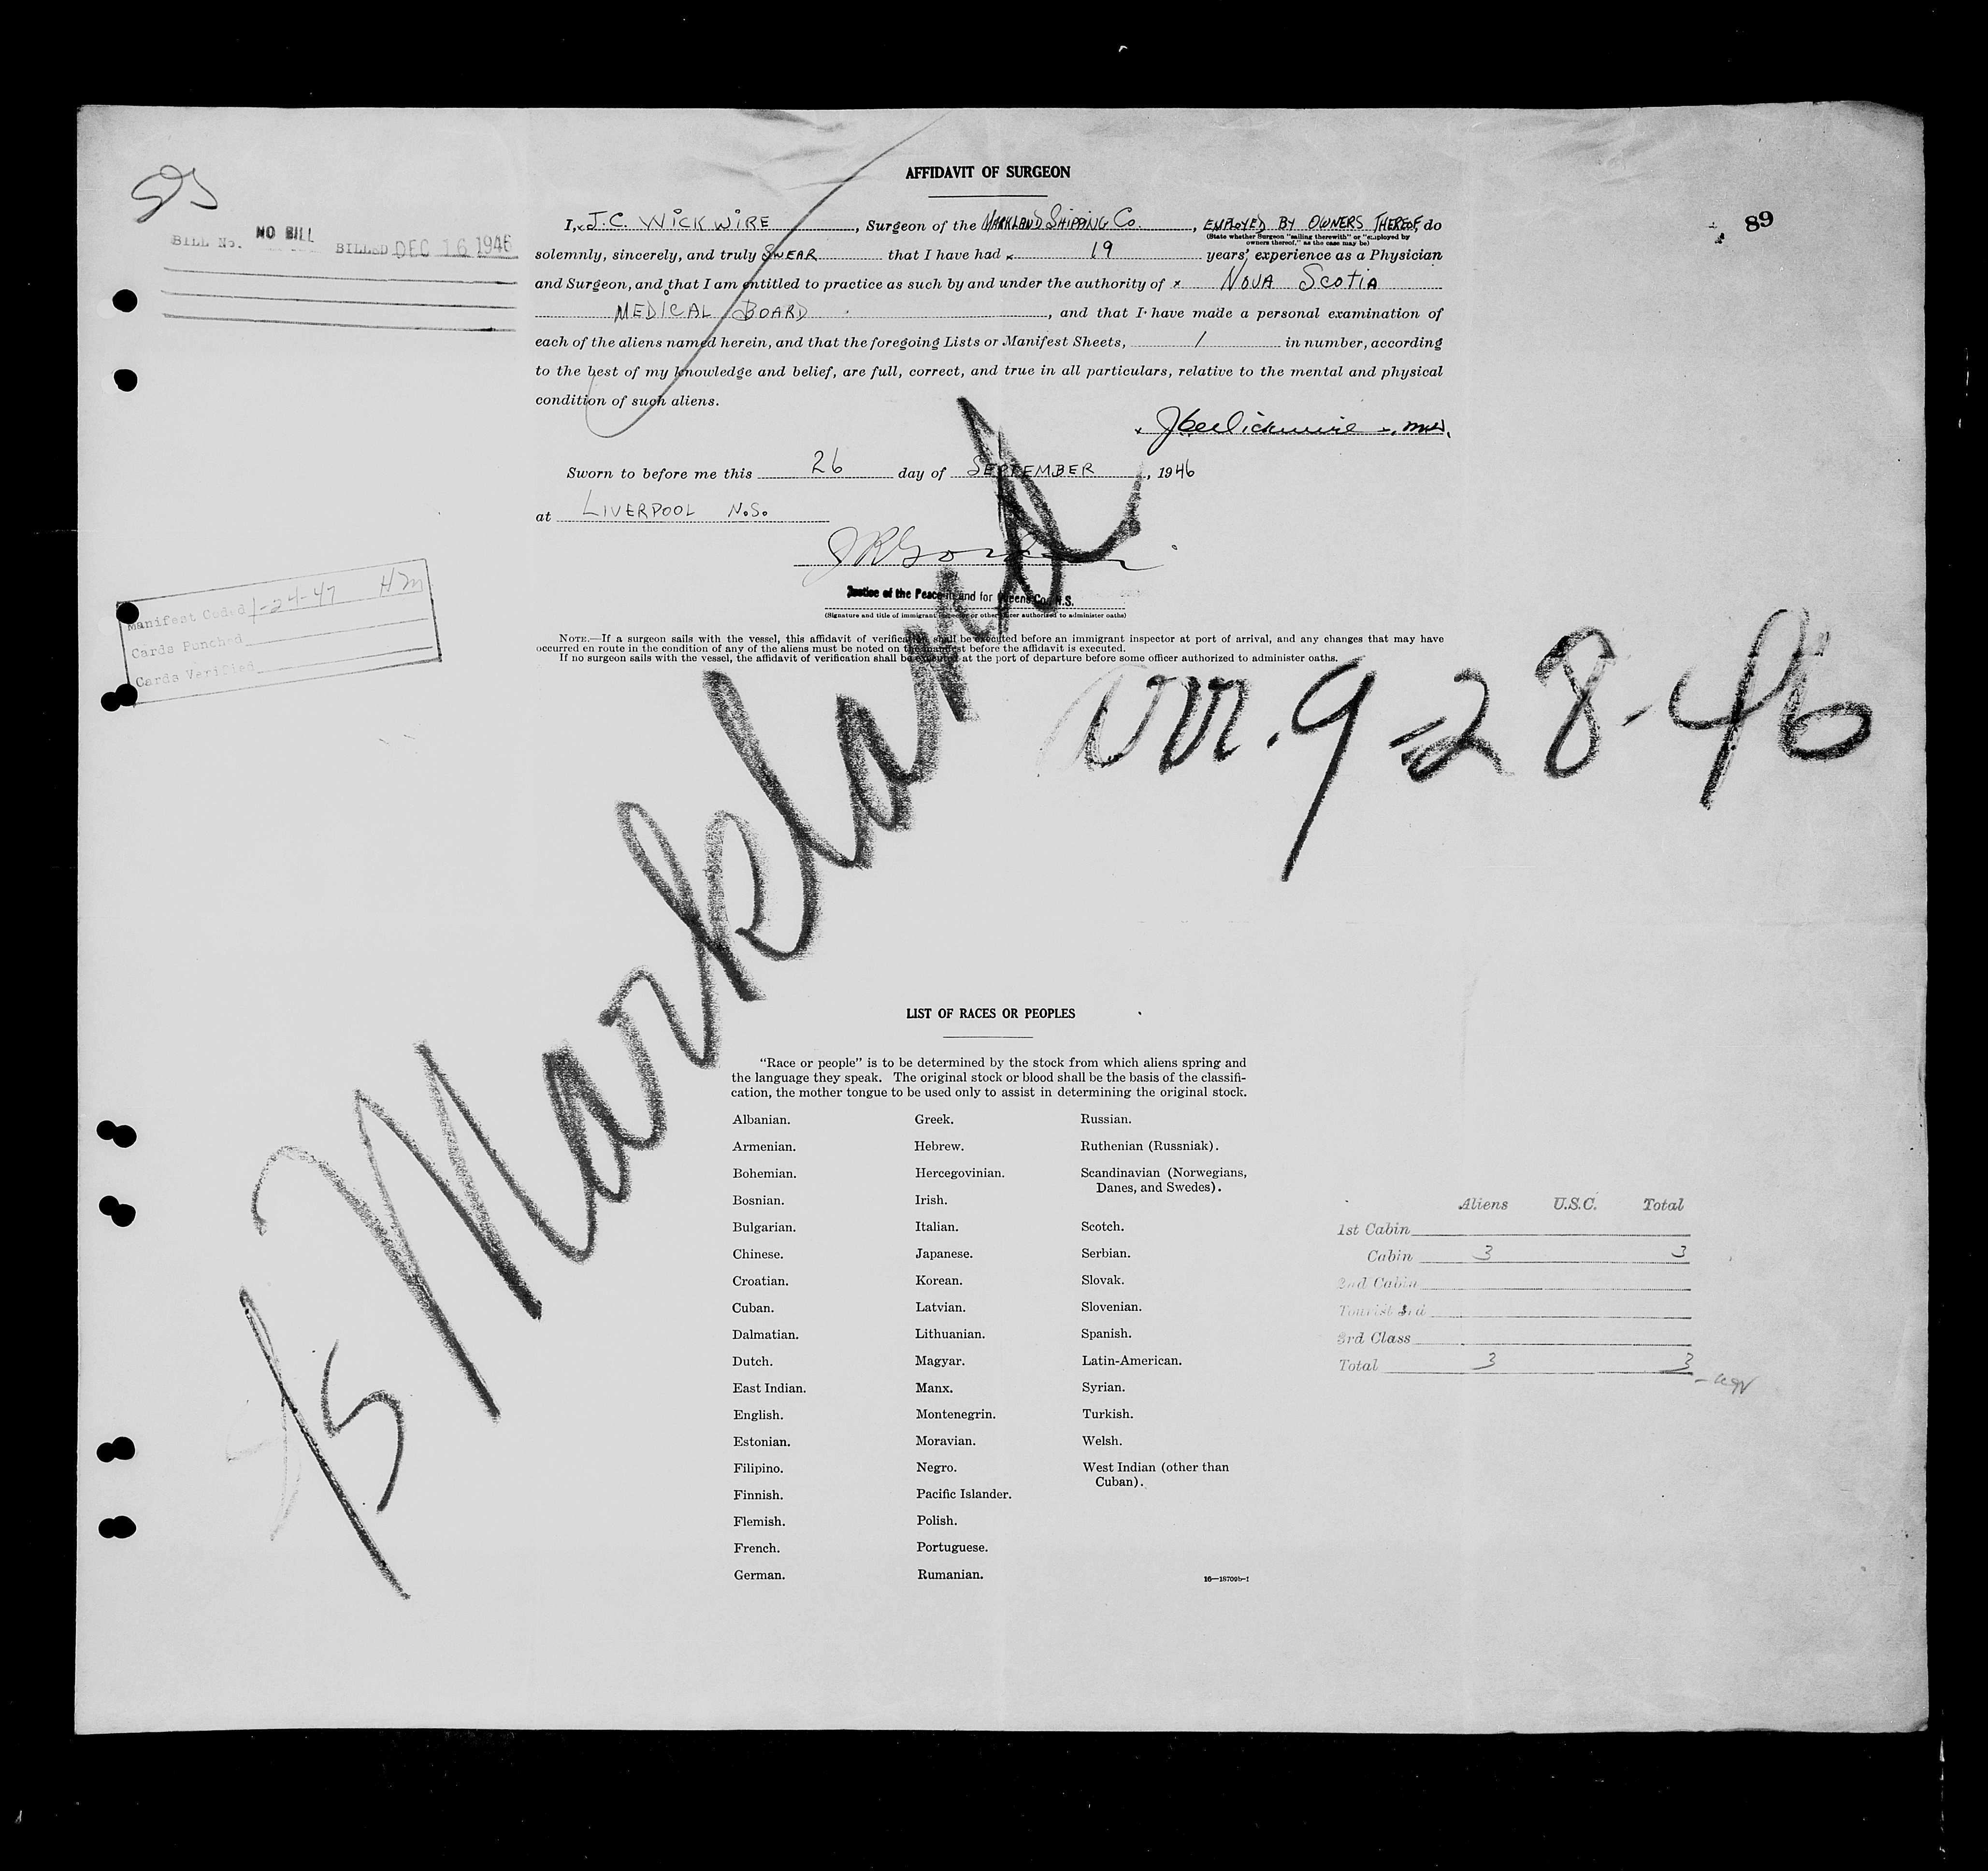 AFFIDAVIT OF SURGEON
89
BILL No. NO BILL BILLED DEC 16 1946
I, x J.C. WICKWIRE, Surgeon of the MARKLAND SHIPPING Co., EMPLOYED BY OWNERS THEREOF, do
(State whether Surgeon "sailing therewith" or "employed by
owners thereof," as the case may be)
solemnly, sincerely, and truly SWEAR that I have had x 19 years' experience as a Physician
and Surgeon, and that I am entitled to practice as such by and under the authority of x NOVA SCOTIA
MEDICAL BOARD, and that I have made a personal examination of
each of the aliens named herein, and that the foregoing Lists or Manifest Sheets, 1 in number, according
to the best of my knowledge and belief, are full, correct, and true in all particulars, relative to the mental and physical
condition of such aliens.
x JCWickwire
Sworn to before me this 26 day of SEPTEMBER, 1946
at LIVERPOOL N.S.
Justice of the Peace in and for Queens Co. N.S.
(Signature and title of immigrant inspector or other officer authorized to administer oaths)
Manifest Coded 1-24-47
Cards Punched
Cards Verified
NOTE.—If a surgeon sails with the vessel, this affidavit of verification shall be executed before an immigrant inspector at port of arrival, and any changes that may have
occurred en route in the condition of any of the aliens must be noted on the manifest before the affidavit is executed.
If no surgeon sails with the vessel, the affidavit of verification shall be executed at the port of departure before some officer authorized to administer oaths.
Markland
9-28-46
LIST OF RACES OR PEOPLES
"Race or people" is to be determined by the stock from which aliens spring and
the language they speak. The original stock or blood shall be the basis of the classifi-
cation, the mother tongue to be used only to assist in determining the original stock.
Albanian.
Armenian.
Bohemian.
Bosnian.
Bulgarian.
Chinese.
Croatian.
Cuban.
Dalmatian.
Dutch.
East Indian.
English.
Estonian.
Filipino.
Finnish.
Flemish.
French.
German.
Greek.
Hebrew.
Hercegovinian.
Irish.
Italian.
Japanese.
Korean.
Latvian.
Lithuanian.
Magyar.
Manx.
Montenegrin.
Moravian.
Negro.
Pacific Islander.
Polish.
Portuguese.
Rumanian.
Russian.
Ruthenian (Russniak).
Scandinavian (Norwegians,
Danes, and Swedes).
Scotch.
Serbian.
Slovak.
Slovenian.
Spanish.
Latin-American.
Syrian.
Turkish.
Welsh.
West Indian (other than
Cuban).
16—18709b-1
Aliens U.S.C. Total
1st Cabin
Cabin 3 3
2nd Cabin
Tourist 3rd
3rd Class
Total 3 3